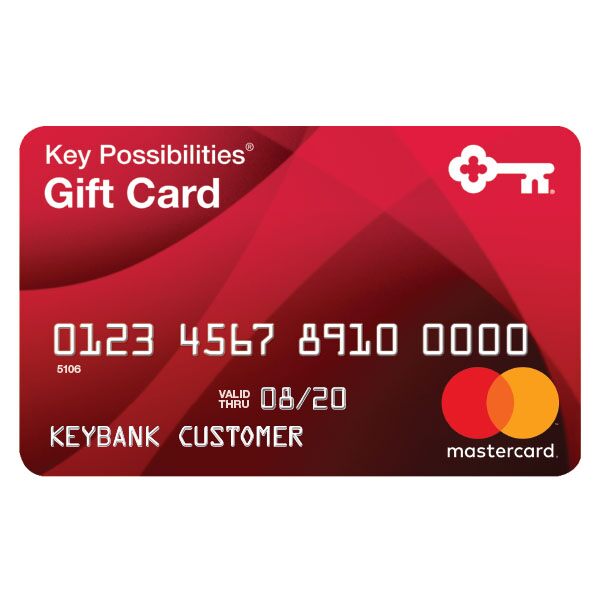 Key Possibilities®
Gift Card
0123 4567 8910 0000
5106
VALID
THRU 08/20
KEYBANK CUSTOMER
mastercard.